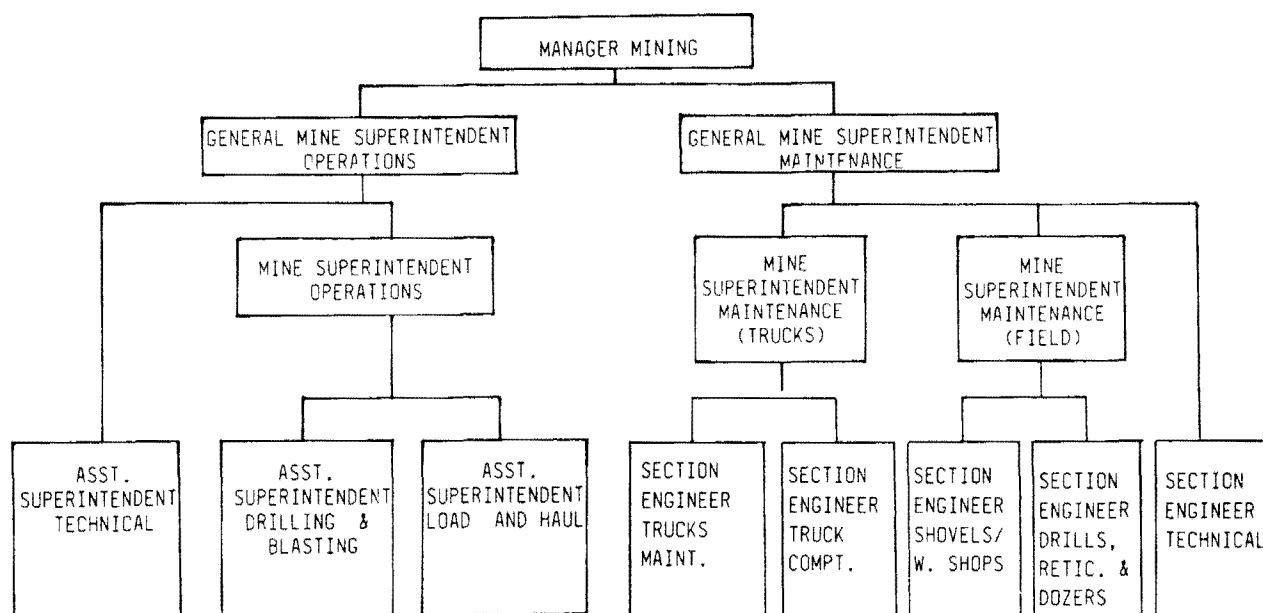 MANAGER MINING
GENERAL MINE SUPERINTENDENT
OPERATIONS
GENERAL MINE SUPERINTENDENT
MAINTENANCE
MINE SUPERINTENDENT
OPERATIONS
MINE
SUPERINTENDENT
MAINTENANCE
(TRUCKS)
MINE
SUPERINTENDENT
MAINTENANCE
(FIELD)
ASST.
SUPERINTENDENT
TECHNICAL
ASST.
SUPERINTENDENT
DRILLING &
BLASTING
ASST.
SUPERINTENDENT
LOAD AND HAUL
SECTION
ENGINEER
TRUCKS
MAINT.
SECTION
ENGINEER
TRUCK
COMPT.
SECTION
ENGINEER
SHOVELS/
W. SHOPS
SECTION
ENGINEER
DRILLS,
RETIC. &
DOZERS
SECTION
ENGINEER
TECHNICAL